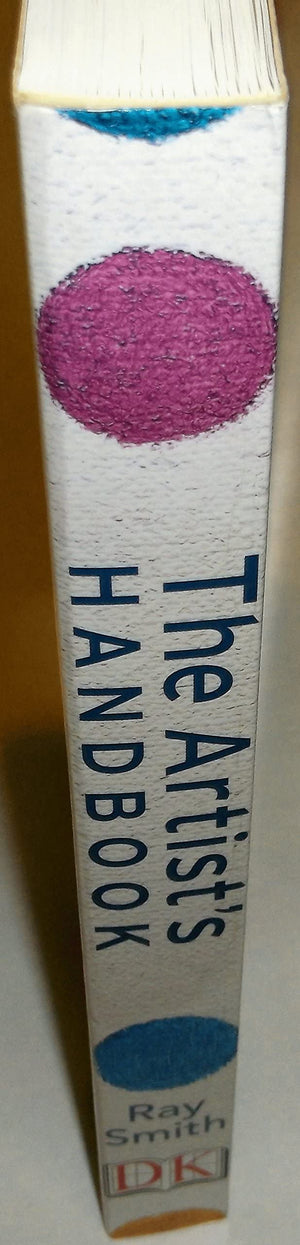 The Artist's
HANDBOOK
Ray
Smith
DK